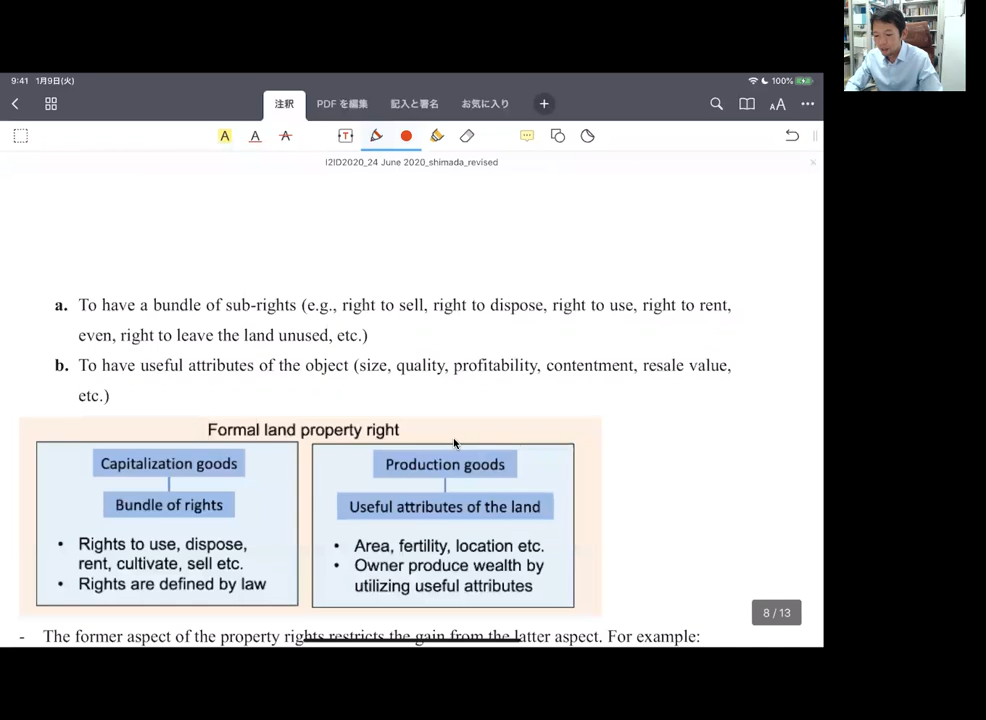 9:41 1月9日(火)
100%
注釈 PDF を編集 記入と署名 お気に入り +
AA
A A A T
I2ID2020_24 June 2020_shimada_revised ×
a. To have a bundle of sub-rights (e.g., right to sell, right to dispose, right to use, right to rent,
even, right to leave the land unused, etc.)
b. To have useful attributes of the object (size, quality, profitability, contentment, resale value,
etc.)
Formal land property right
Capitalization goods
Bundle of rights
• Rights to use, dispose,
rent, cultivate, sell etc.
• Rights are defined by law
Production goods
Useful attributes of the land
• Area, fertility, location etc.
• Owner produce wealth by
utilizing useful attributes
8 / 13
- The former aspect of the property rights restricts the gain from the latter aspect. For example: